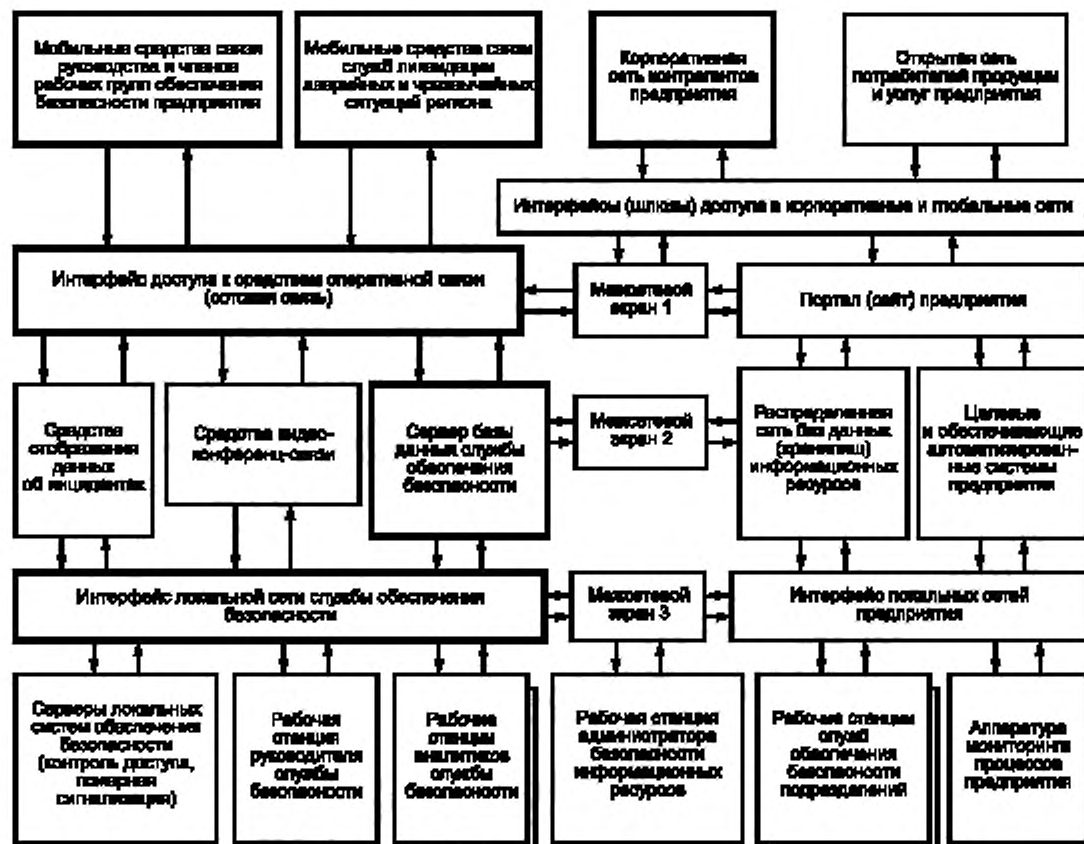 Мобильные средства связи
руководства и членов
рабочих групп обеспечения
безопасности предприятия
Мобильные средства связи
служб ликвидации
аварийных и чрезвычайных
ситуаций региона
Корпоративная
сеть контрагентов
предприятия
Открытая сеть
потребителей продукции
и услуг предприятия
Интерфейсы (шлюзы) доступа в корпоративные и глобальные сети
Интерфейс доступа к средствам оперативной связи
(сотовая связь)
Межсетевой
экран 1
Портал (сайт) предприятия
Средства
отображения
данных
об инцидентах
Средства видео-
конференц-связи
Сервер базы
данных службы
обеспечения
безопасности
Межсетевой
экран 2
Распределенная
сеть баз данных
(хранилищ)
информационных
ресурсов
Целевые
и обеспечивающие
автоматизирован-
ные системы
предприятия
Интерфейс локальной сети службы обеспечения
безопасности
Межсетевой
экран 3
Интерфейс локальных сетей
предприятия
Серверы локальных
систем обеспечения
безопасности
(контроль доступа,
пожарная
сигнализация)
Рабочая
станция
руководителя
службы
безопасности
Рабочие
станции
аналитиков
службы
безопасности
Рабочая станция
администратора
безопасности
информационных
ресурсов
Рабочие станции
служб
обеспечения
безопасности
подразделений
Аппаратура
мониторинга
процессов
предприятия